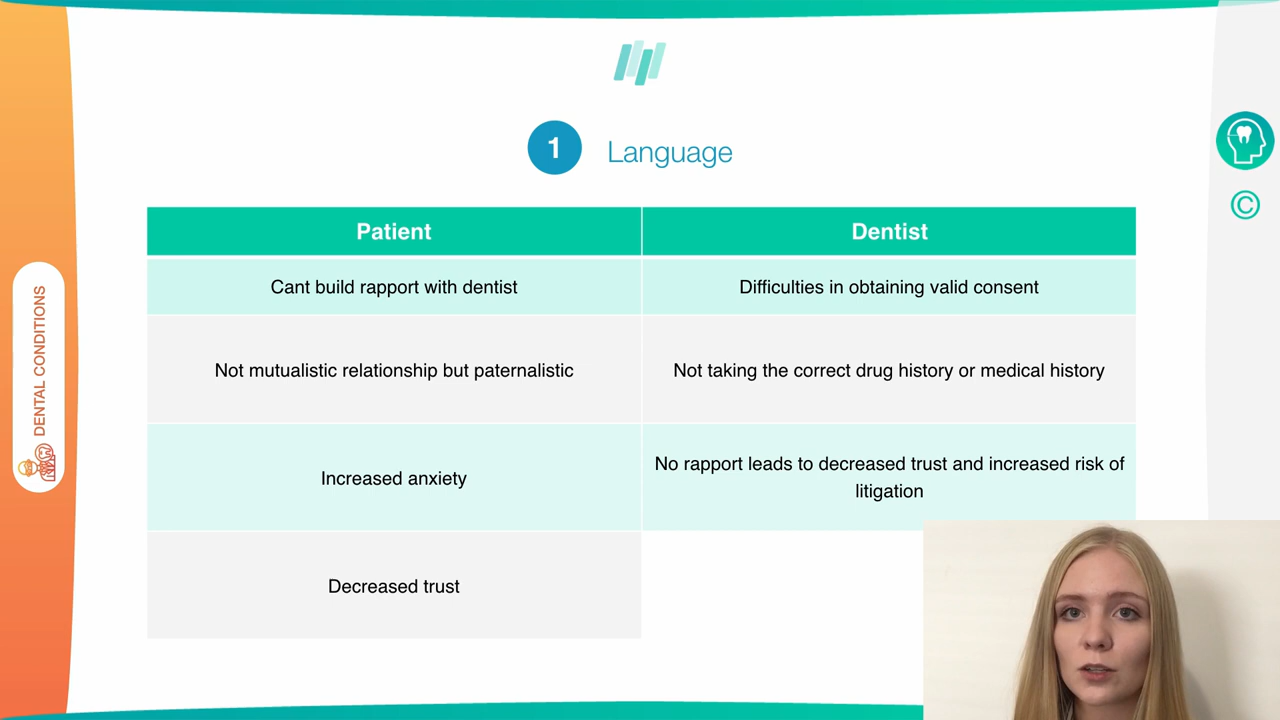 1 Language
Patient Dentist
Cant build rapport with dentist Difficulties in obtaining valid consent
Not mutualistic relationship but paternalistic Not taking the correct drug history or medical history
Increased anxiety No rapport leads to decreased trust and increased risk of
litigation
Decreased trust
DENTAL CONDITIONS
©